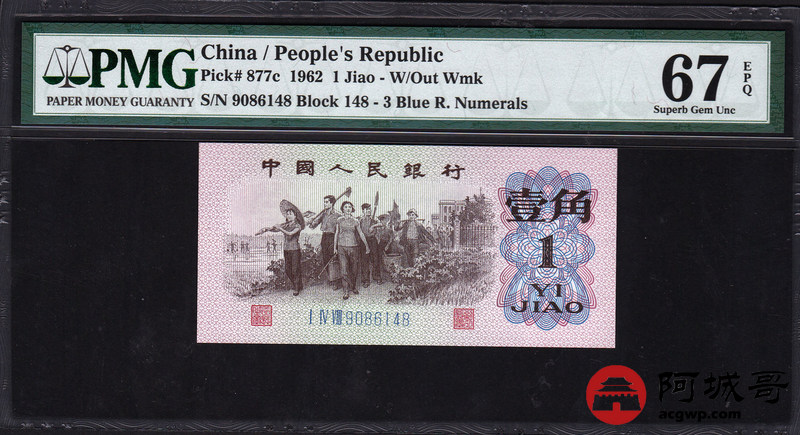 PMG
PAPER MONEY GUARANTY
China / People's Republic
Pick# 877c 1962 1 Jiao - W/Out Wmk
S/N 9086148 Block 148 - 3 Blue R. Numerals
67 EPQ
Superb Gem Unc
中國人民銀行
壹角
1
YI
JIAO
I IV VIII 9086148
阿城哥
acgwp.com